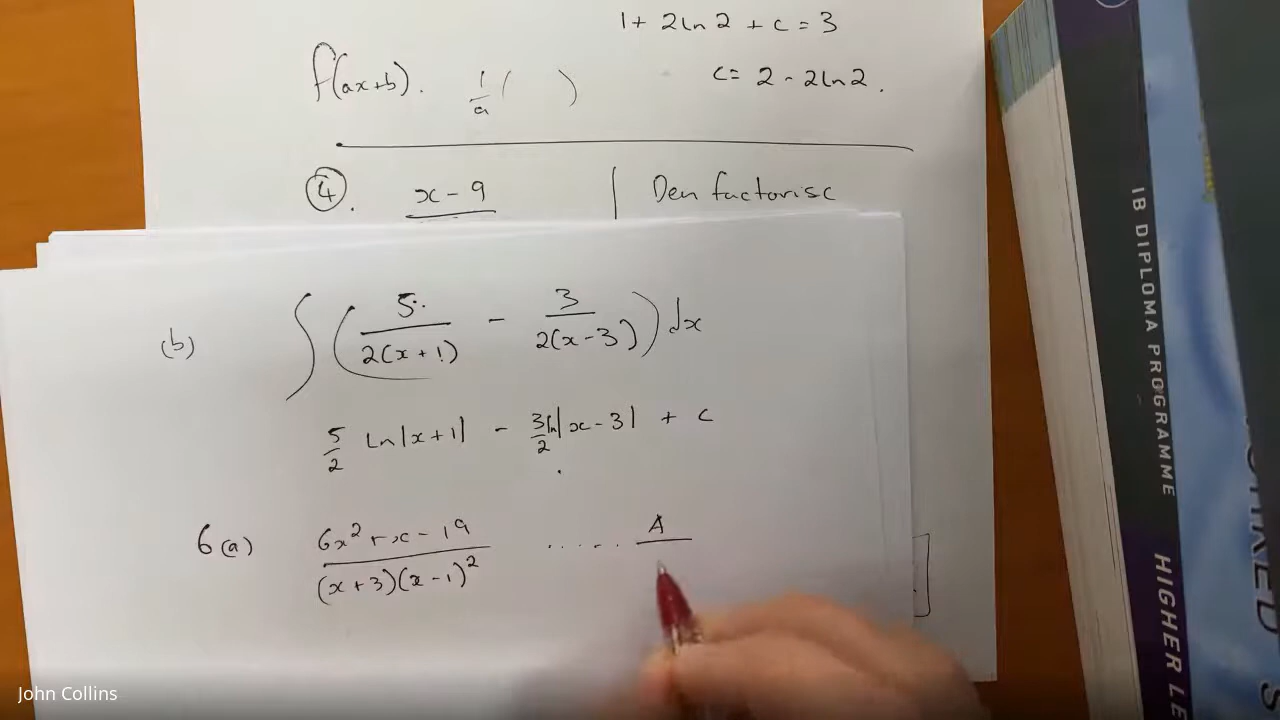 1 + 2ln2 + c = 3
f(ax+b). 1/a ( )
c = 2 - 2ln2.
④. x - 9 | Den factorise
(b) ∫ ( 5/2(x+1) - 3/2(x-3) ) dx
5/2 Ln|x+1| - 3/2 ln|x-3| + c
6(a) 6x² + x - 19 / (x+3)(x-1)² ..... A
John Collins
IB DIPLOMA PROGRAMME
HIGHER LE